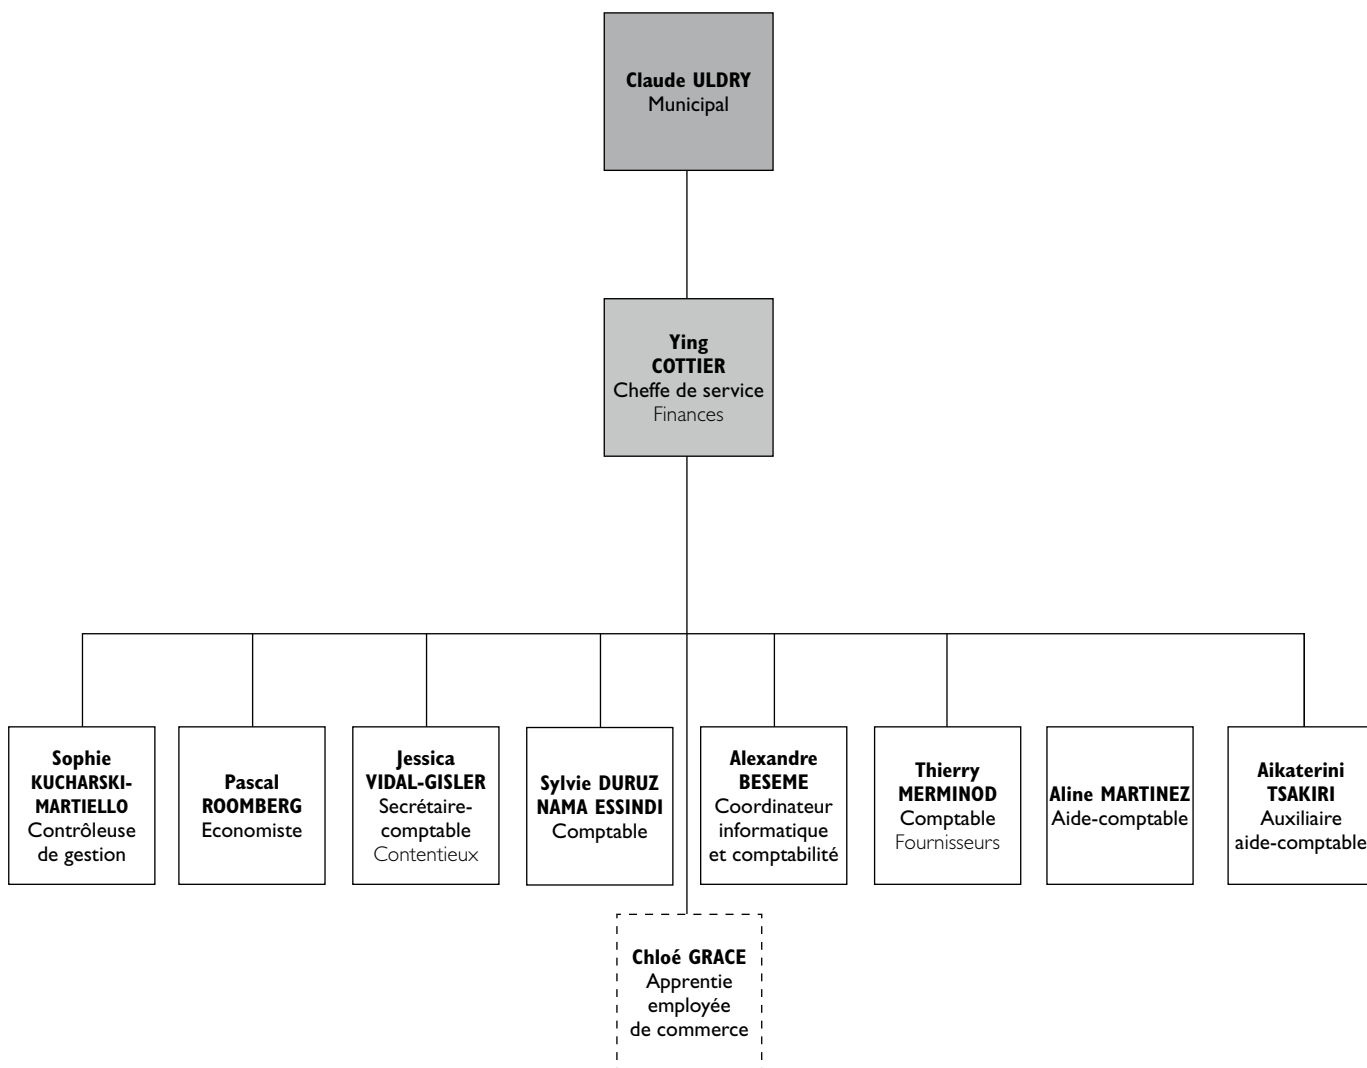 Claude ULDRY
Municipal
Ying
COTTIER
Cheffe de service
Finances
Sophie
KUCHARSKI-
MARTIELLO
Contrôleuse
de gestion
Pascal
ROOMBERG
Economiste
Jessica
VIDAL-GISLER
Secrétaire-
comptable
Contentieux
Sylvie DURUZ
NAMA ESSINDI
Comptable
Alexandre
BESEME
Coordinateur
informatique
et comptabilité
Thierry
MERMINOD
Comptable
Fournisseurs
Aline MARTINEZ
Aide-comptable
Aikaterini
TSAKIRI
Auxiliaire
aide-comptable
Chloé GRACE
Apprentie
employée
de commerce